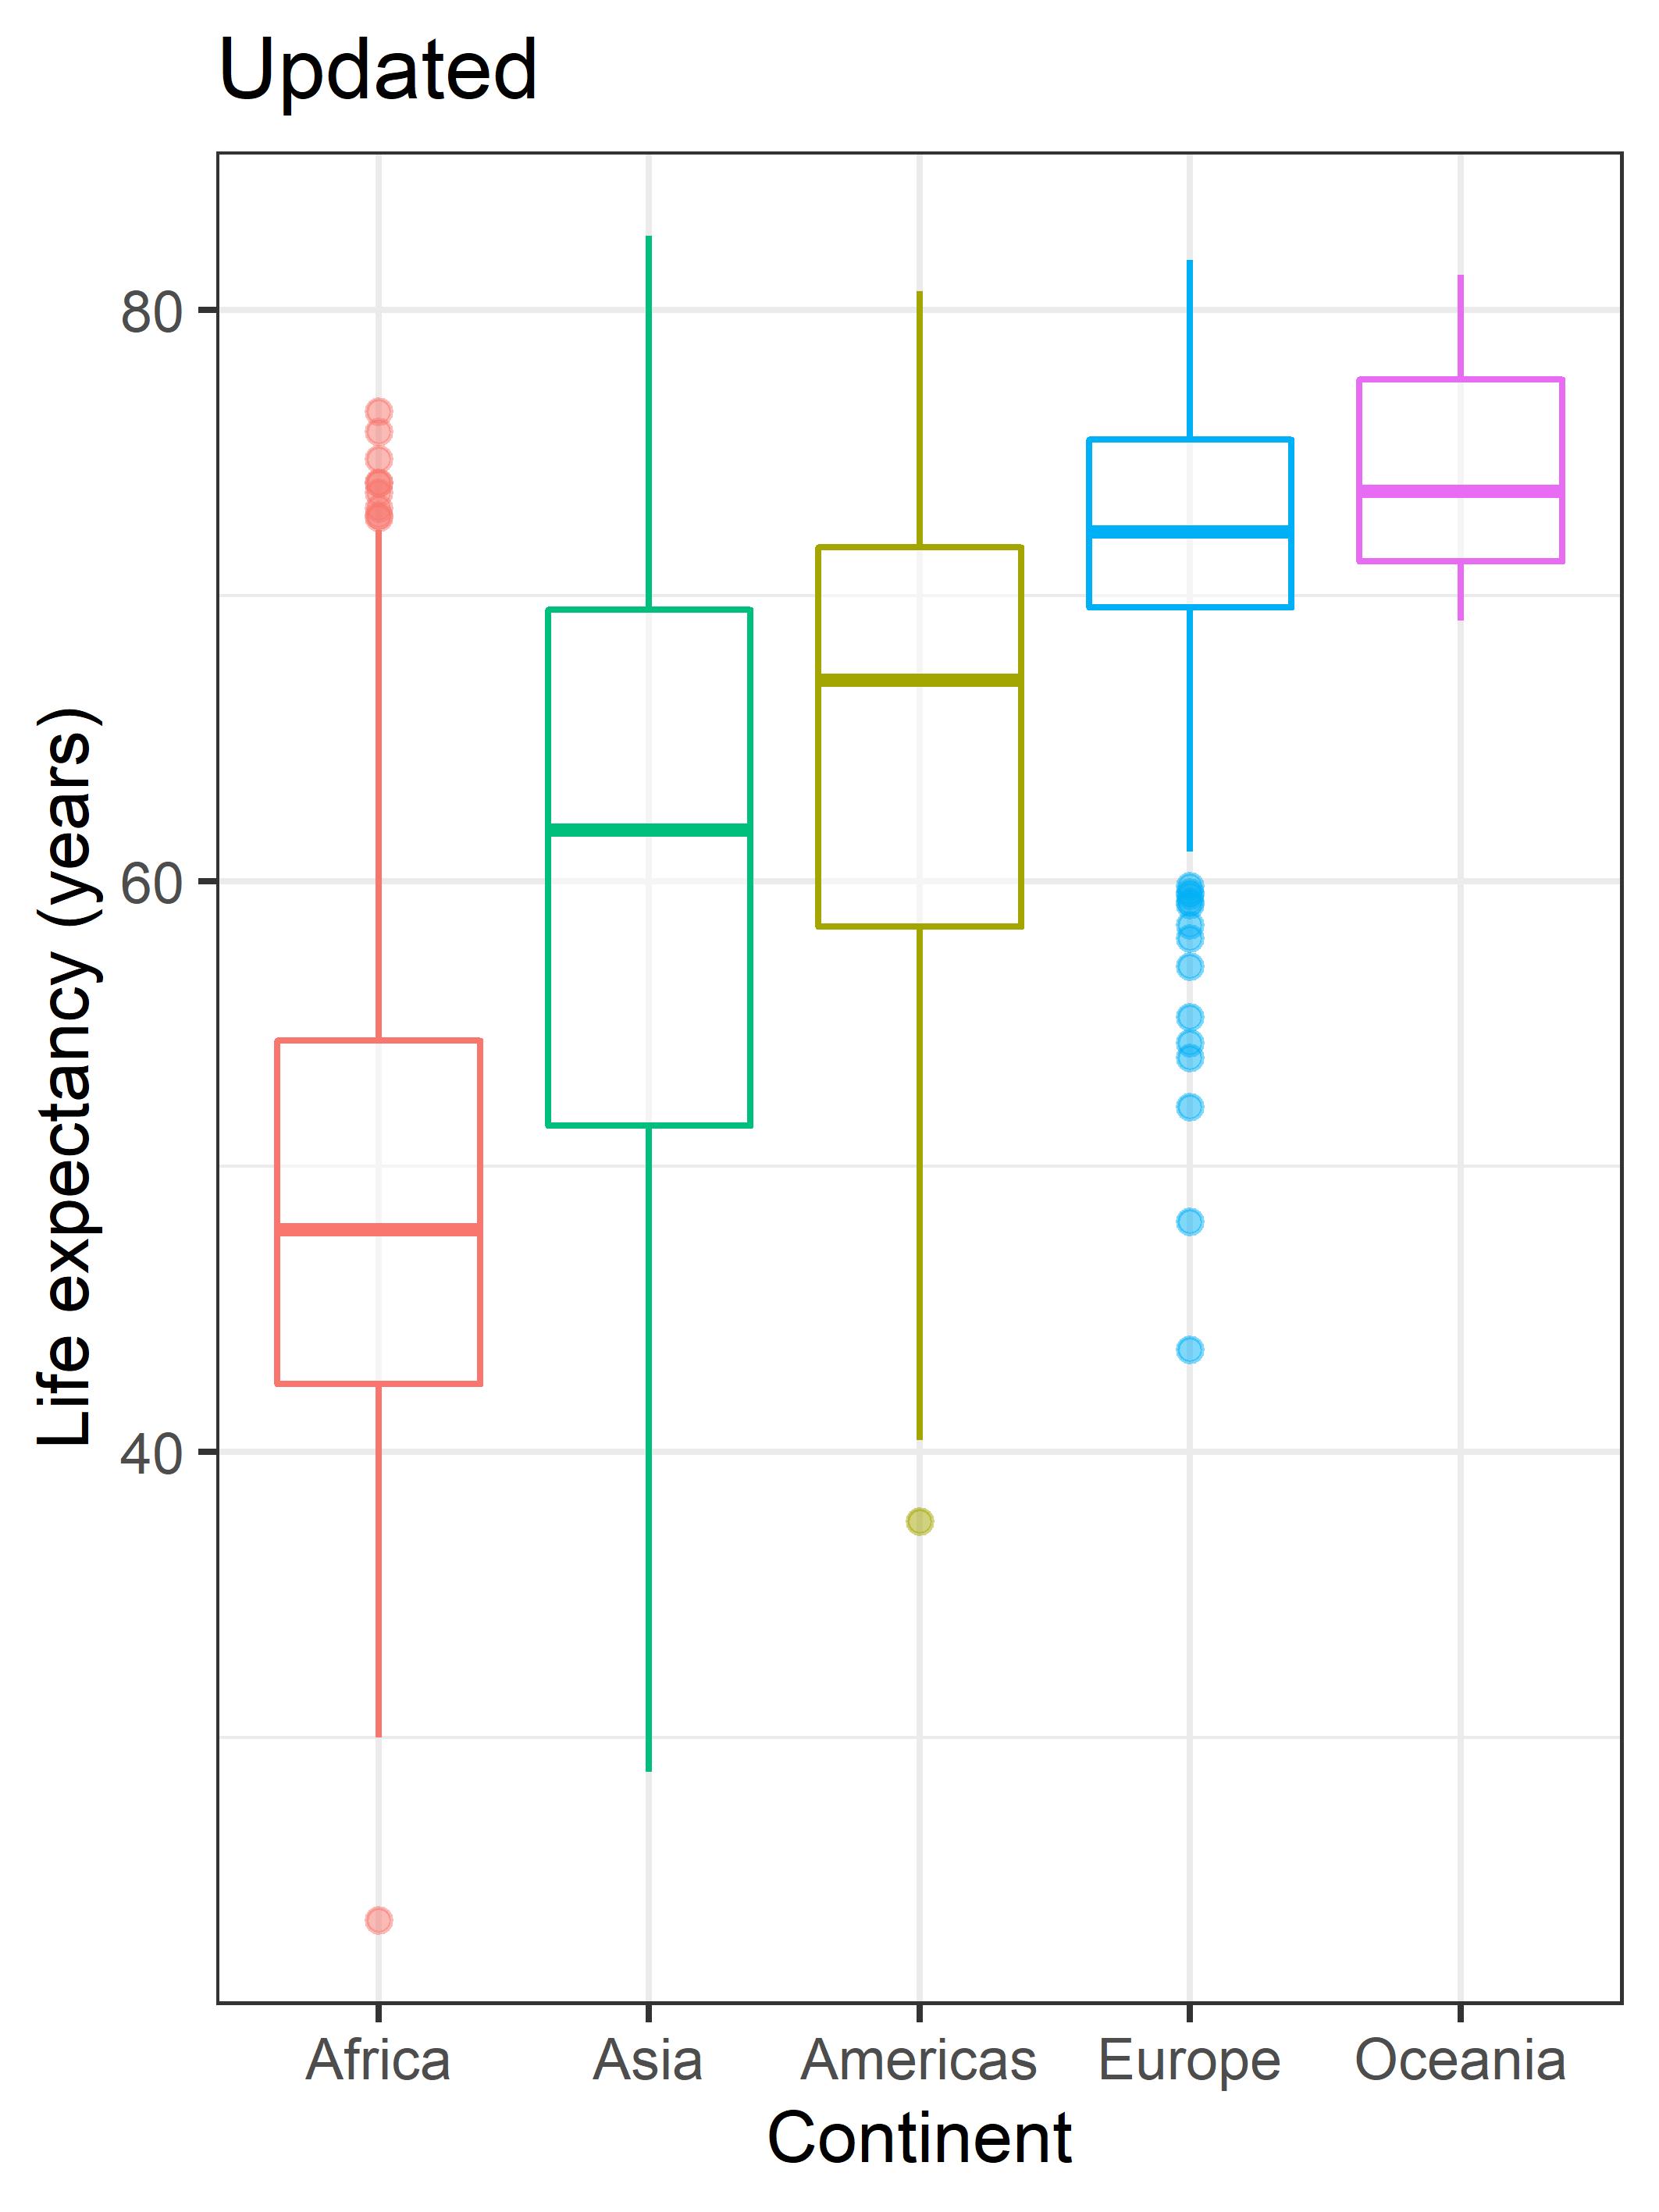 Updated
Life expectancy (years)
80
60
40
Africa Asia Americas Europe Oceania
Continent